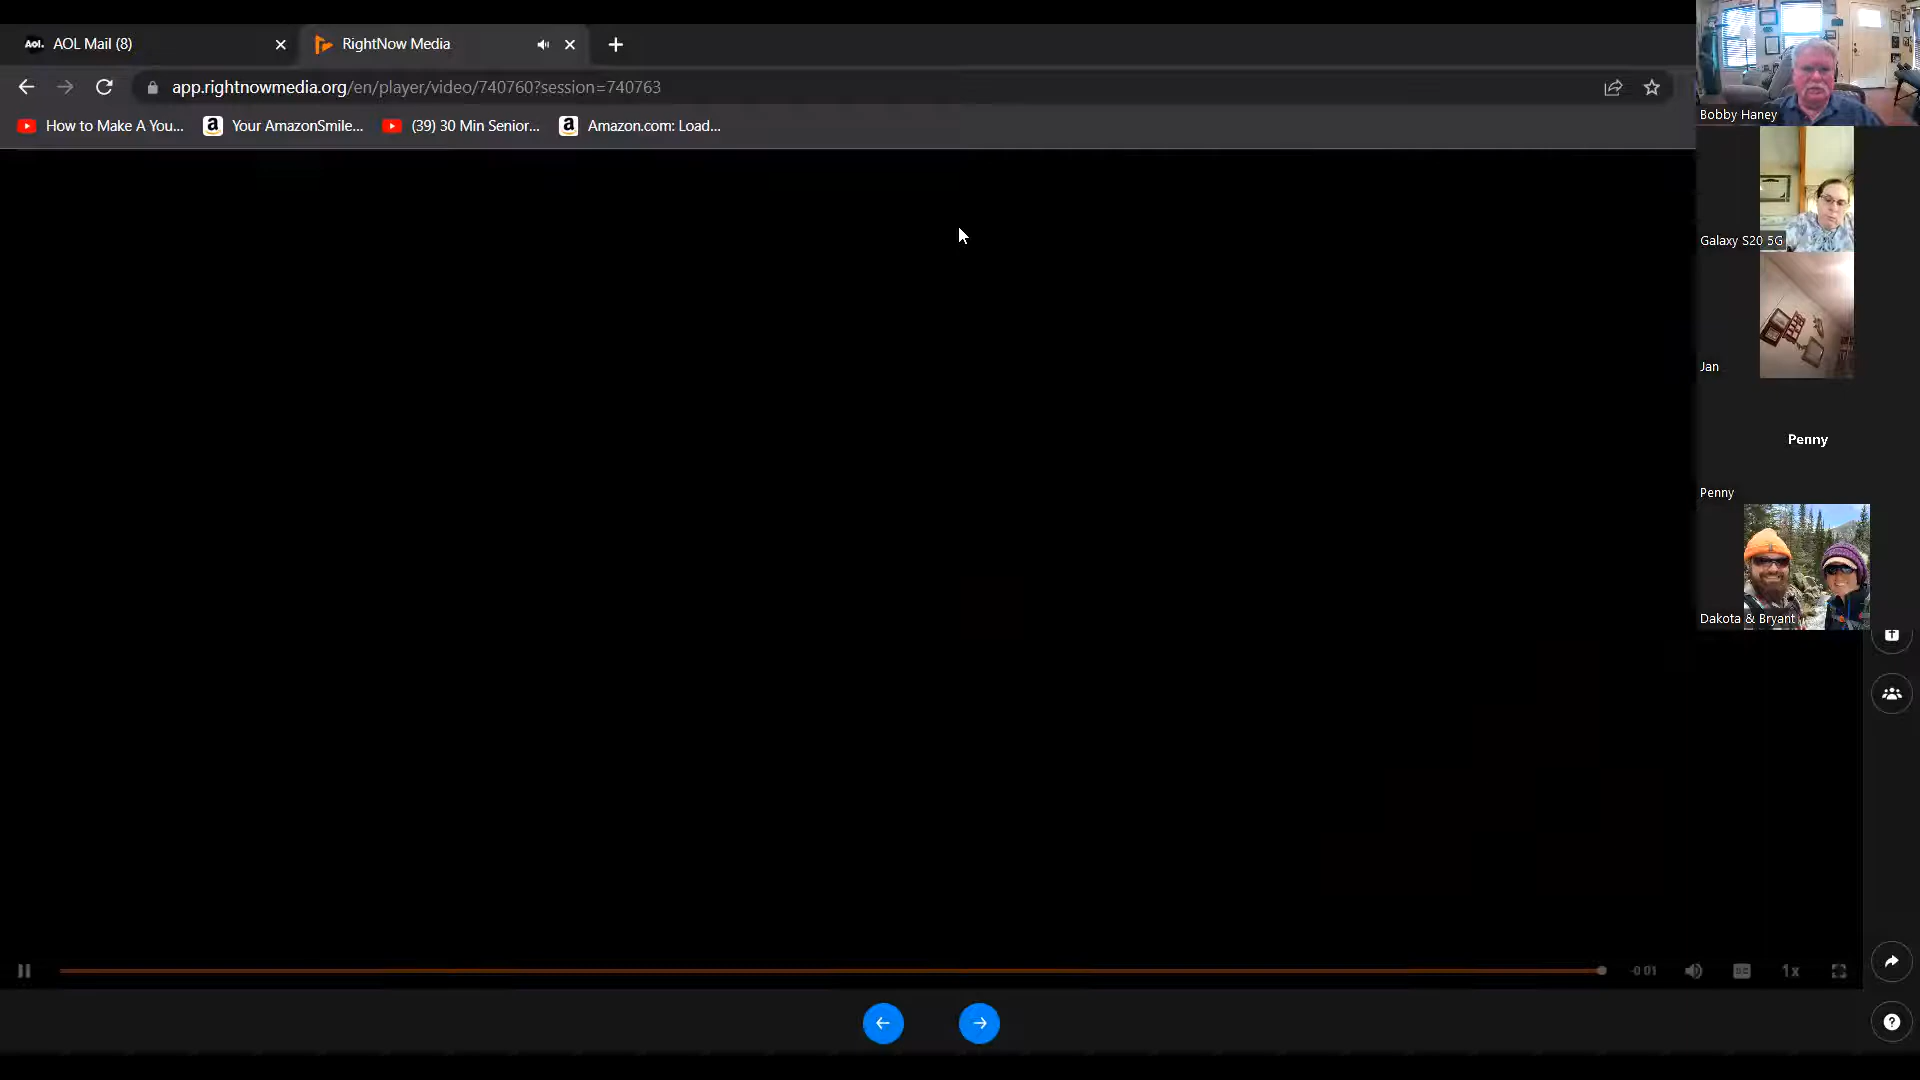 Aol. AOL Mail (8)
RightNow Media
app.rightnowmedia.org/en/player/video/740760?session=740763
How to Make A You...
Your AmazonSmile...
(39) 30 Min Senior...
Amazon.com: Load...
Bobby Haney
Galaxy S20 5G
Jan
Penny
Penny
Dakota & Bryant
-0:01
1x